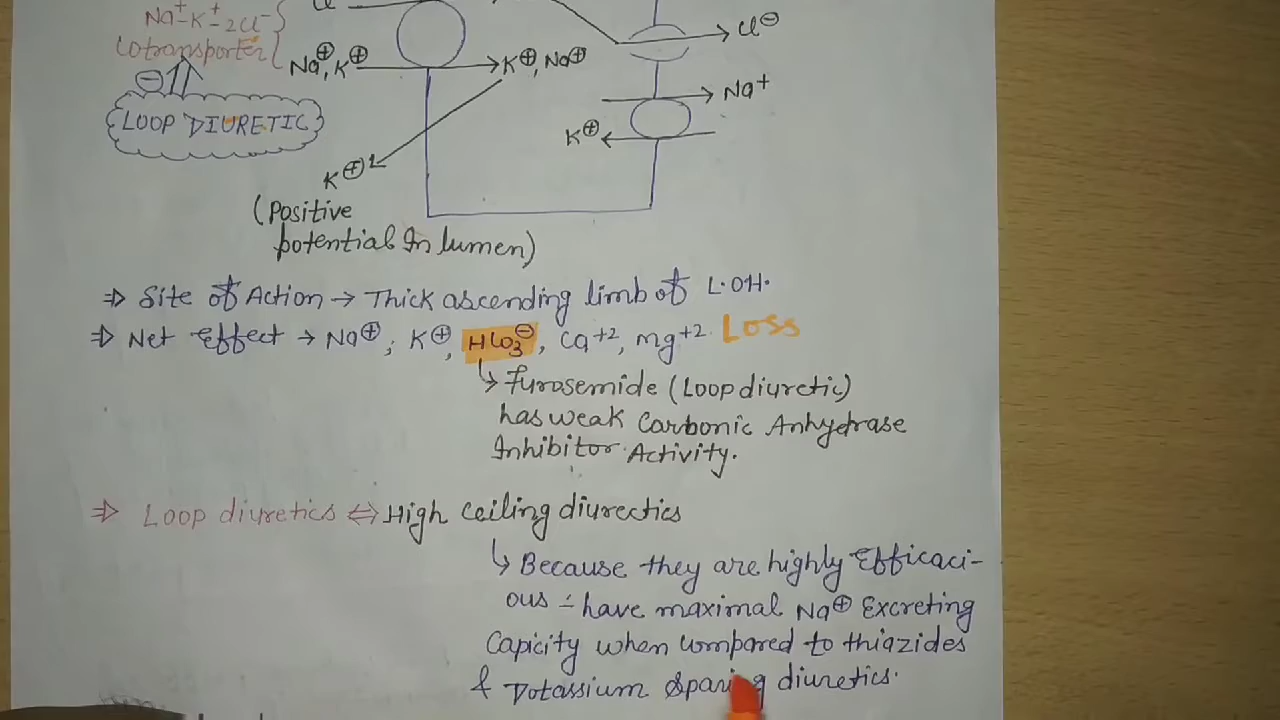 Na⁺-K⁺-2Cl⁻
Cotransporter
Cl⊖
Na⊕, K⊕
K⊕, Na⊕
Na⁺
⊖
LOOP DIURETIC
K⊕
K⊕
(Positive
potential In lumen)
⇒ Site of Action → Thick ascending limb of L.OH.
⇒ Net Effect → Na⊕, K⊕, HCO₃⊖, Ca⁺², mg⁺² Loss
↳ Furosemide (Loop diuretic)
has weak Carbonic Anhydrase
Inhibitor Activity.
⇒ Loop diuretics ⇔ High Ceiling diurectics
↳ Because they are highly Efficaci-
ous - have maximal Na⊕ Excreting
Capicity when compared to thiazides
& Potassium Sparing diuretics.